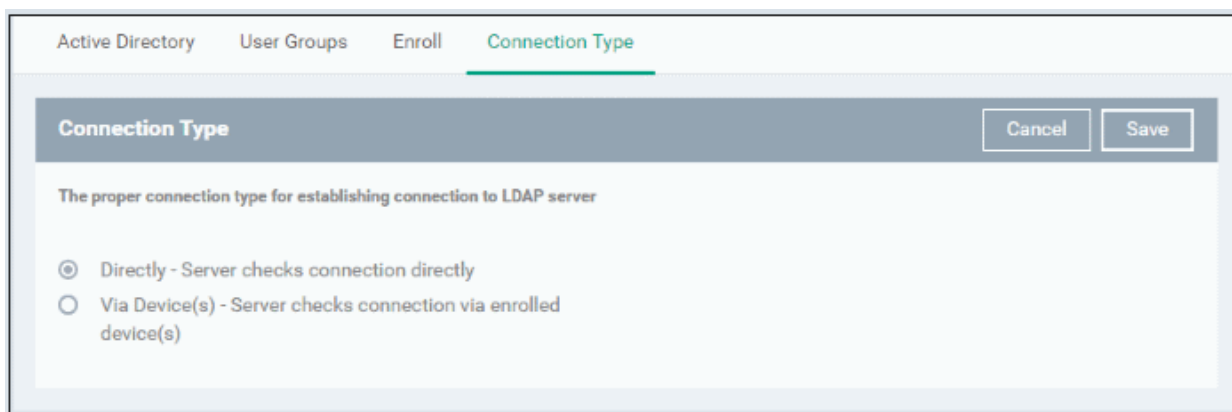 Active Directory User Groups Enroll Connection Type
Connection Type Cancel Save
The proper connection type for establishing connection to LDAP server
Directly - Server checks connection directly
Via Device(s) - Server checks connection via enrolled
device(s)